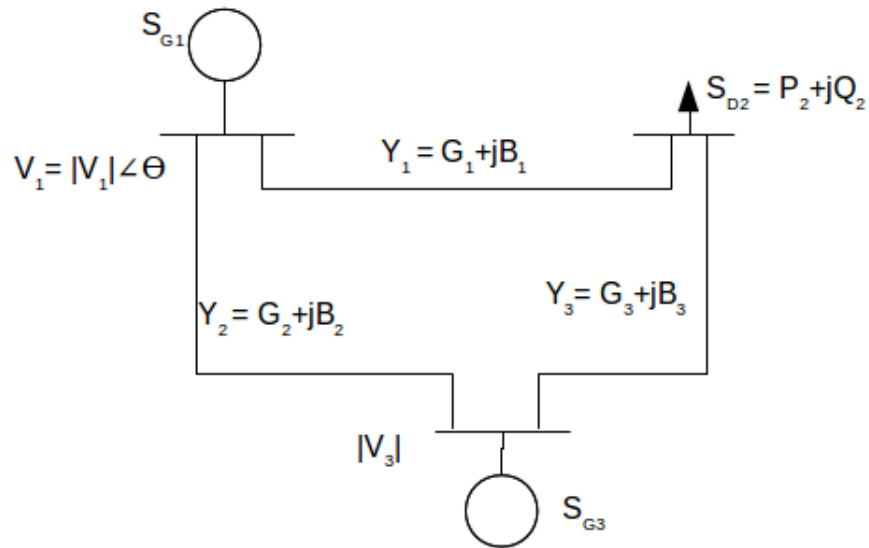 S_G1
S_D2 = P_2+jQ_2
Y_1 = G_1+jB_1
V_1= |V_1|∠Ө
Y_2 = G_2+jB_2
Y_3= G_3+jB_3
|V_3|
S_G3